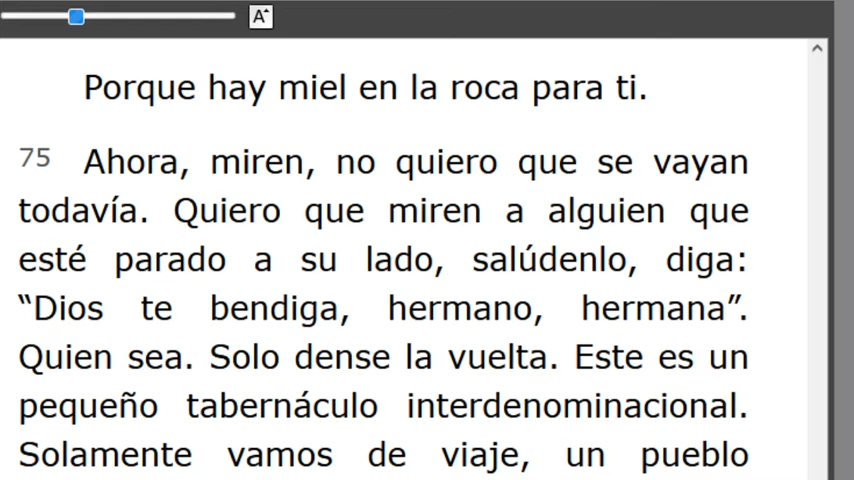 A
Porque hay miel en la roca para ti.
75 Ahora, miren, no quiero que se vayan
todavía. Quiero que miren a alguien que
esté parado a su lado, salúdenlo, diga:
“Dios te bendiga, hermano, hermana”.
Quien sea. Solo dense la vuelta. Este es un
pequeño tabernáculo interdenominacional.
Solamente vamos de viaje, un pueblo